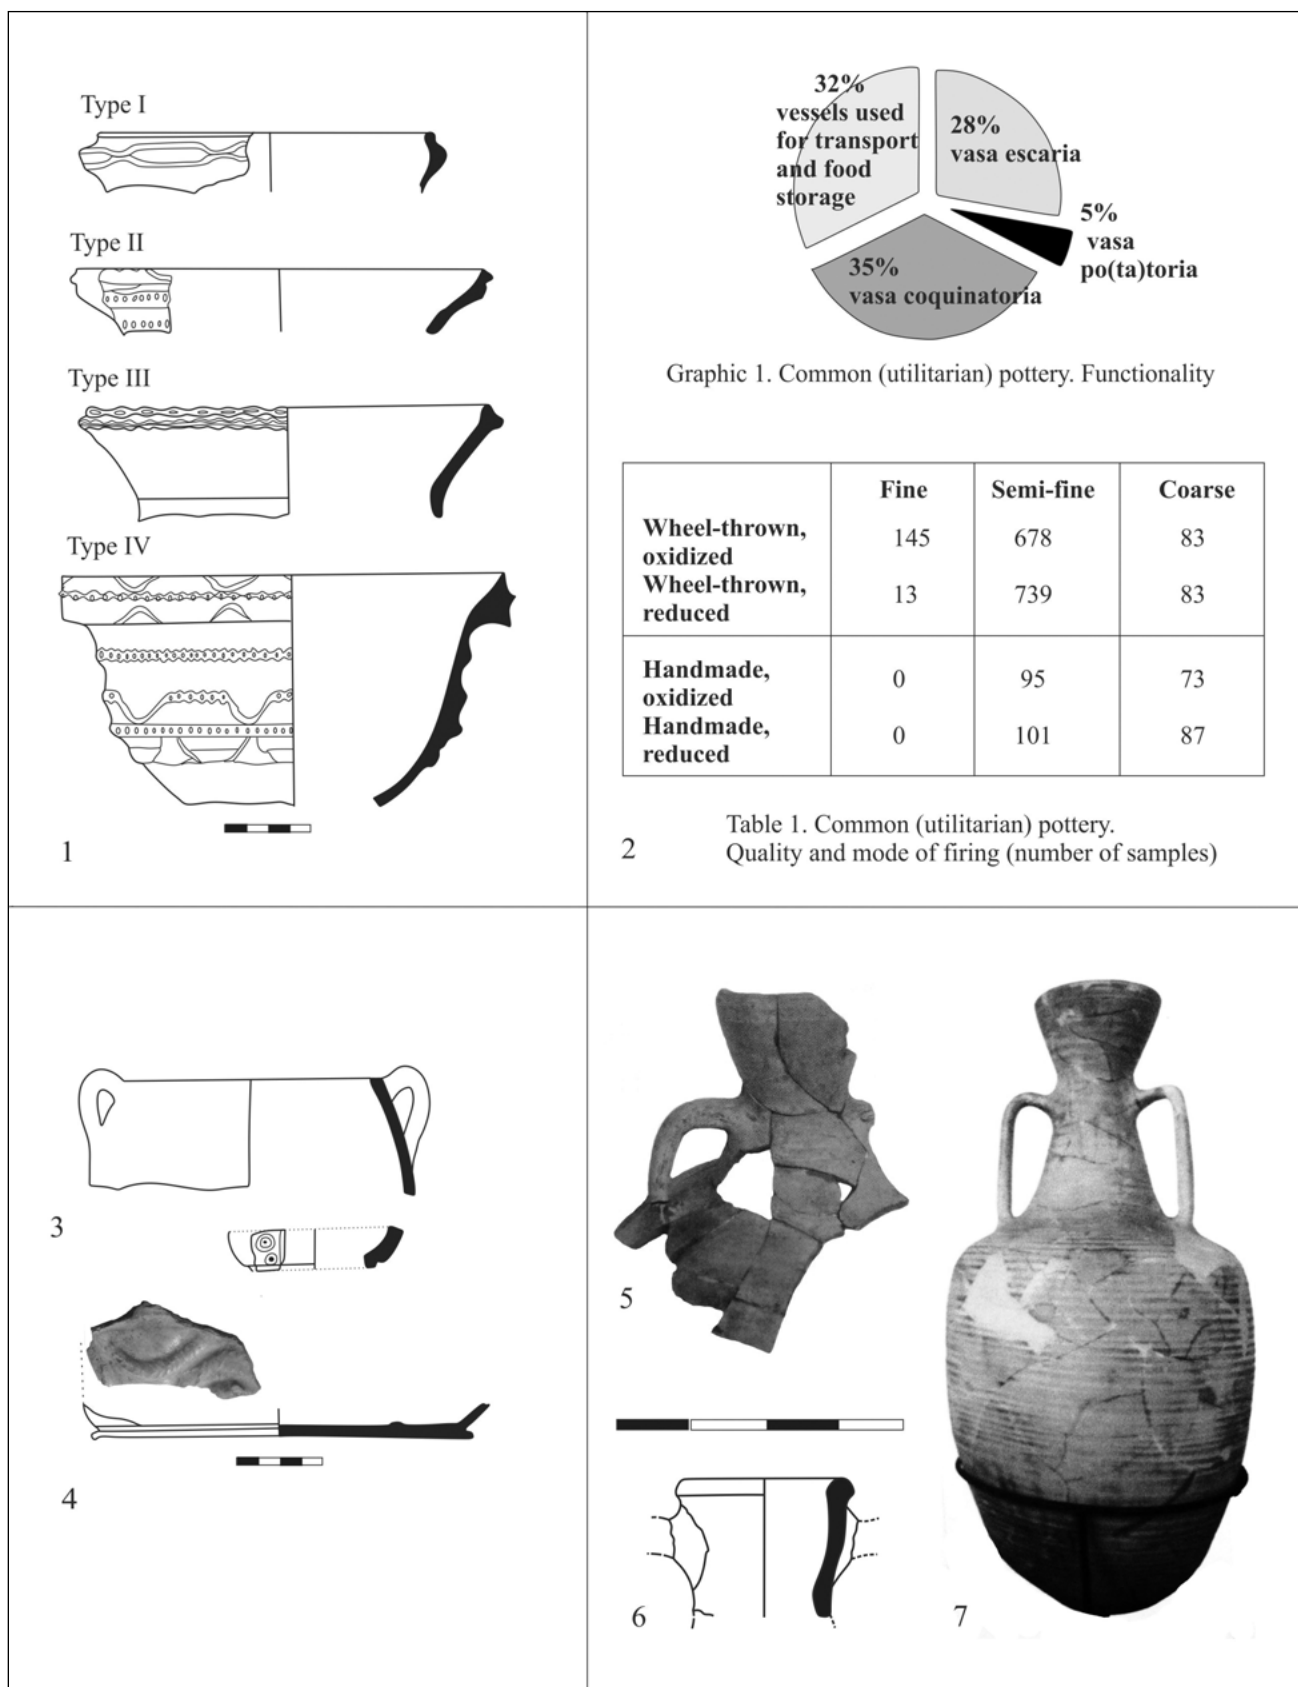 Type I
Type II
Type III
Type IV
1
32%
vessels used
for transport
and food
storage
28%
vasa escaria
5%
vasa
po(ta)toria
35%
vasa coquinatoria
Graphic 1. Common (utilitarian) pottery. Functionality
Fine Semi-fine Coarse
Wheel-thrown,
oxidized 145 678 83
Wheel-thrown,
reduced 13 739 83
Handmade,
oxidized 0 95 73
Handmade,
reduced 0 101 87
2
Table 1. Common (utilitarian) pottery.
Quality and mode of firing (number of samples)
3
4
5
6
7